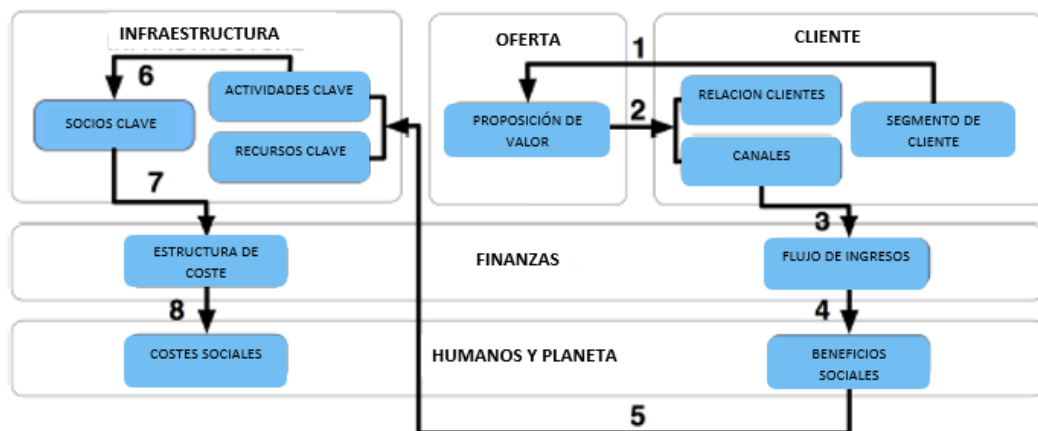 INFRAESTRUCTURA
OFERTA
CLIENTE
1
6
ACTIVIDADES CLAVE
RELACION CLIENTES
SOCIOS CLAVE
PROPOSICIÓN DE
VALOR
2
SEGMENTO DE
CLIENTE
RECURSOS CLAVE
CANALES
7
3
ESTRUCTURA DE
COSTE
FINANZAS
FLUJO DE INGRESOS
8
4
COSTES SOCIALES
HUMANOS Y PLANETA
BENEFICIOS
SOCIALES
5